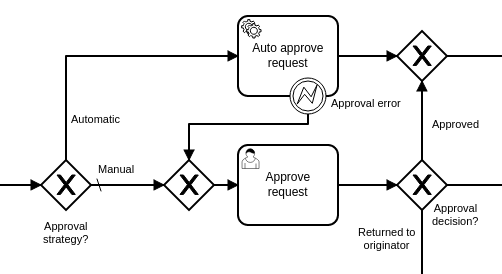 Auto approve
request
Approval error
Automatic
Approved
Manual
Approve
request
Approval
strategy?
Approval
decision?
Returned to
originator